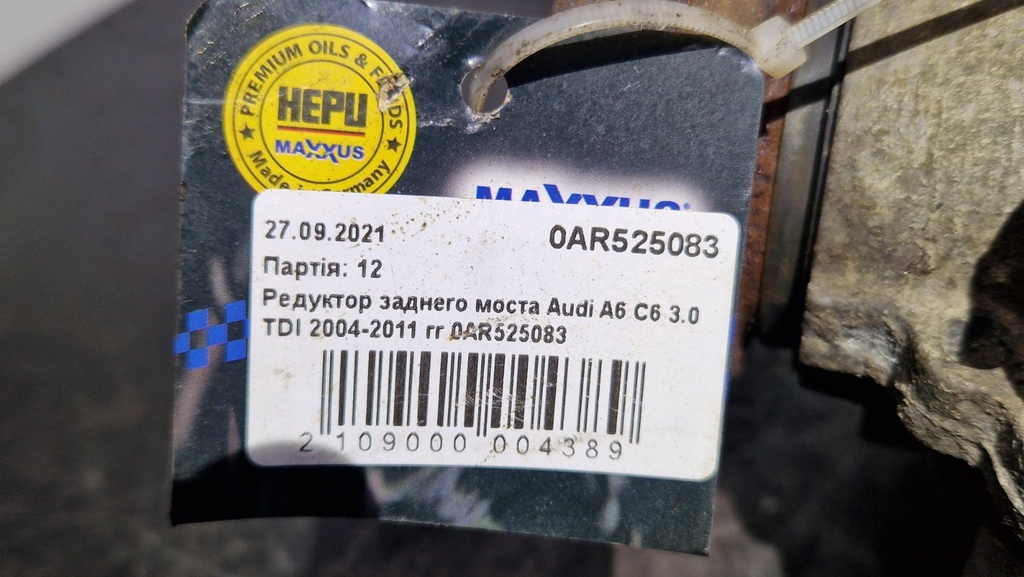 PREMIUM OILS & FLUIDS
HEPU
MAXXUS
Made in Germany
MAXXUS
27.09.2021
0AR525083
Партія: 12
Редуктор заднего моста Audi A6 C6 3.0
TDI 2004-2011 гг 0AR525083
2 109000 004389